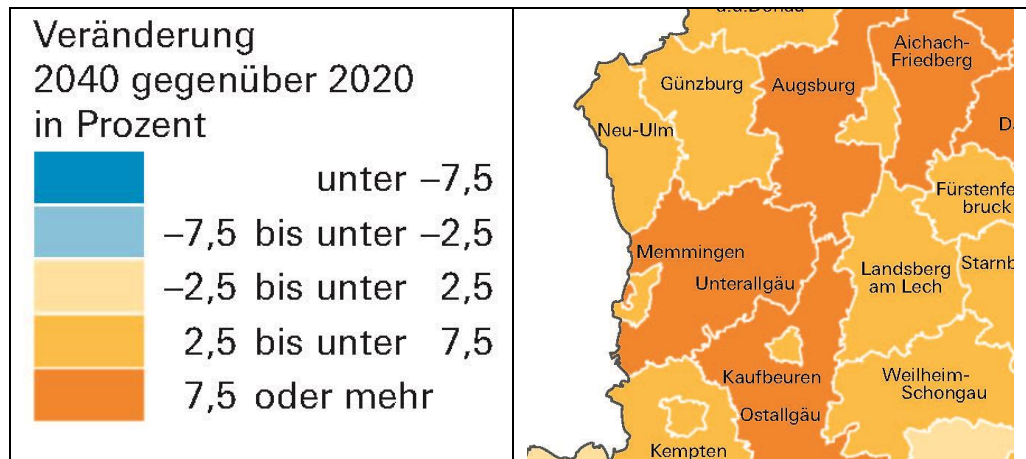 Veränderung
2040 gegenüber 2020
in Prozent
unter –7,5
–7,5 bis unter –2,5
–2,5 bis unter 2,5
2,5 bis unter 7,5
7,5 oder mehr
a.d.Donau
Aichach-
Friedberg
Günzburg
Augsburg
Neu-Ulm
Fürstenfe
bruck
Memmingen
Unterallgäu
Landsberg
am Lech
Starnb
Kaufbeuren
Weilheim-
Schongau
Ostallgäu
Kempten